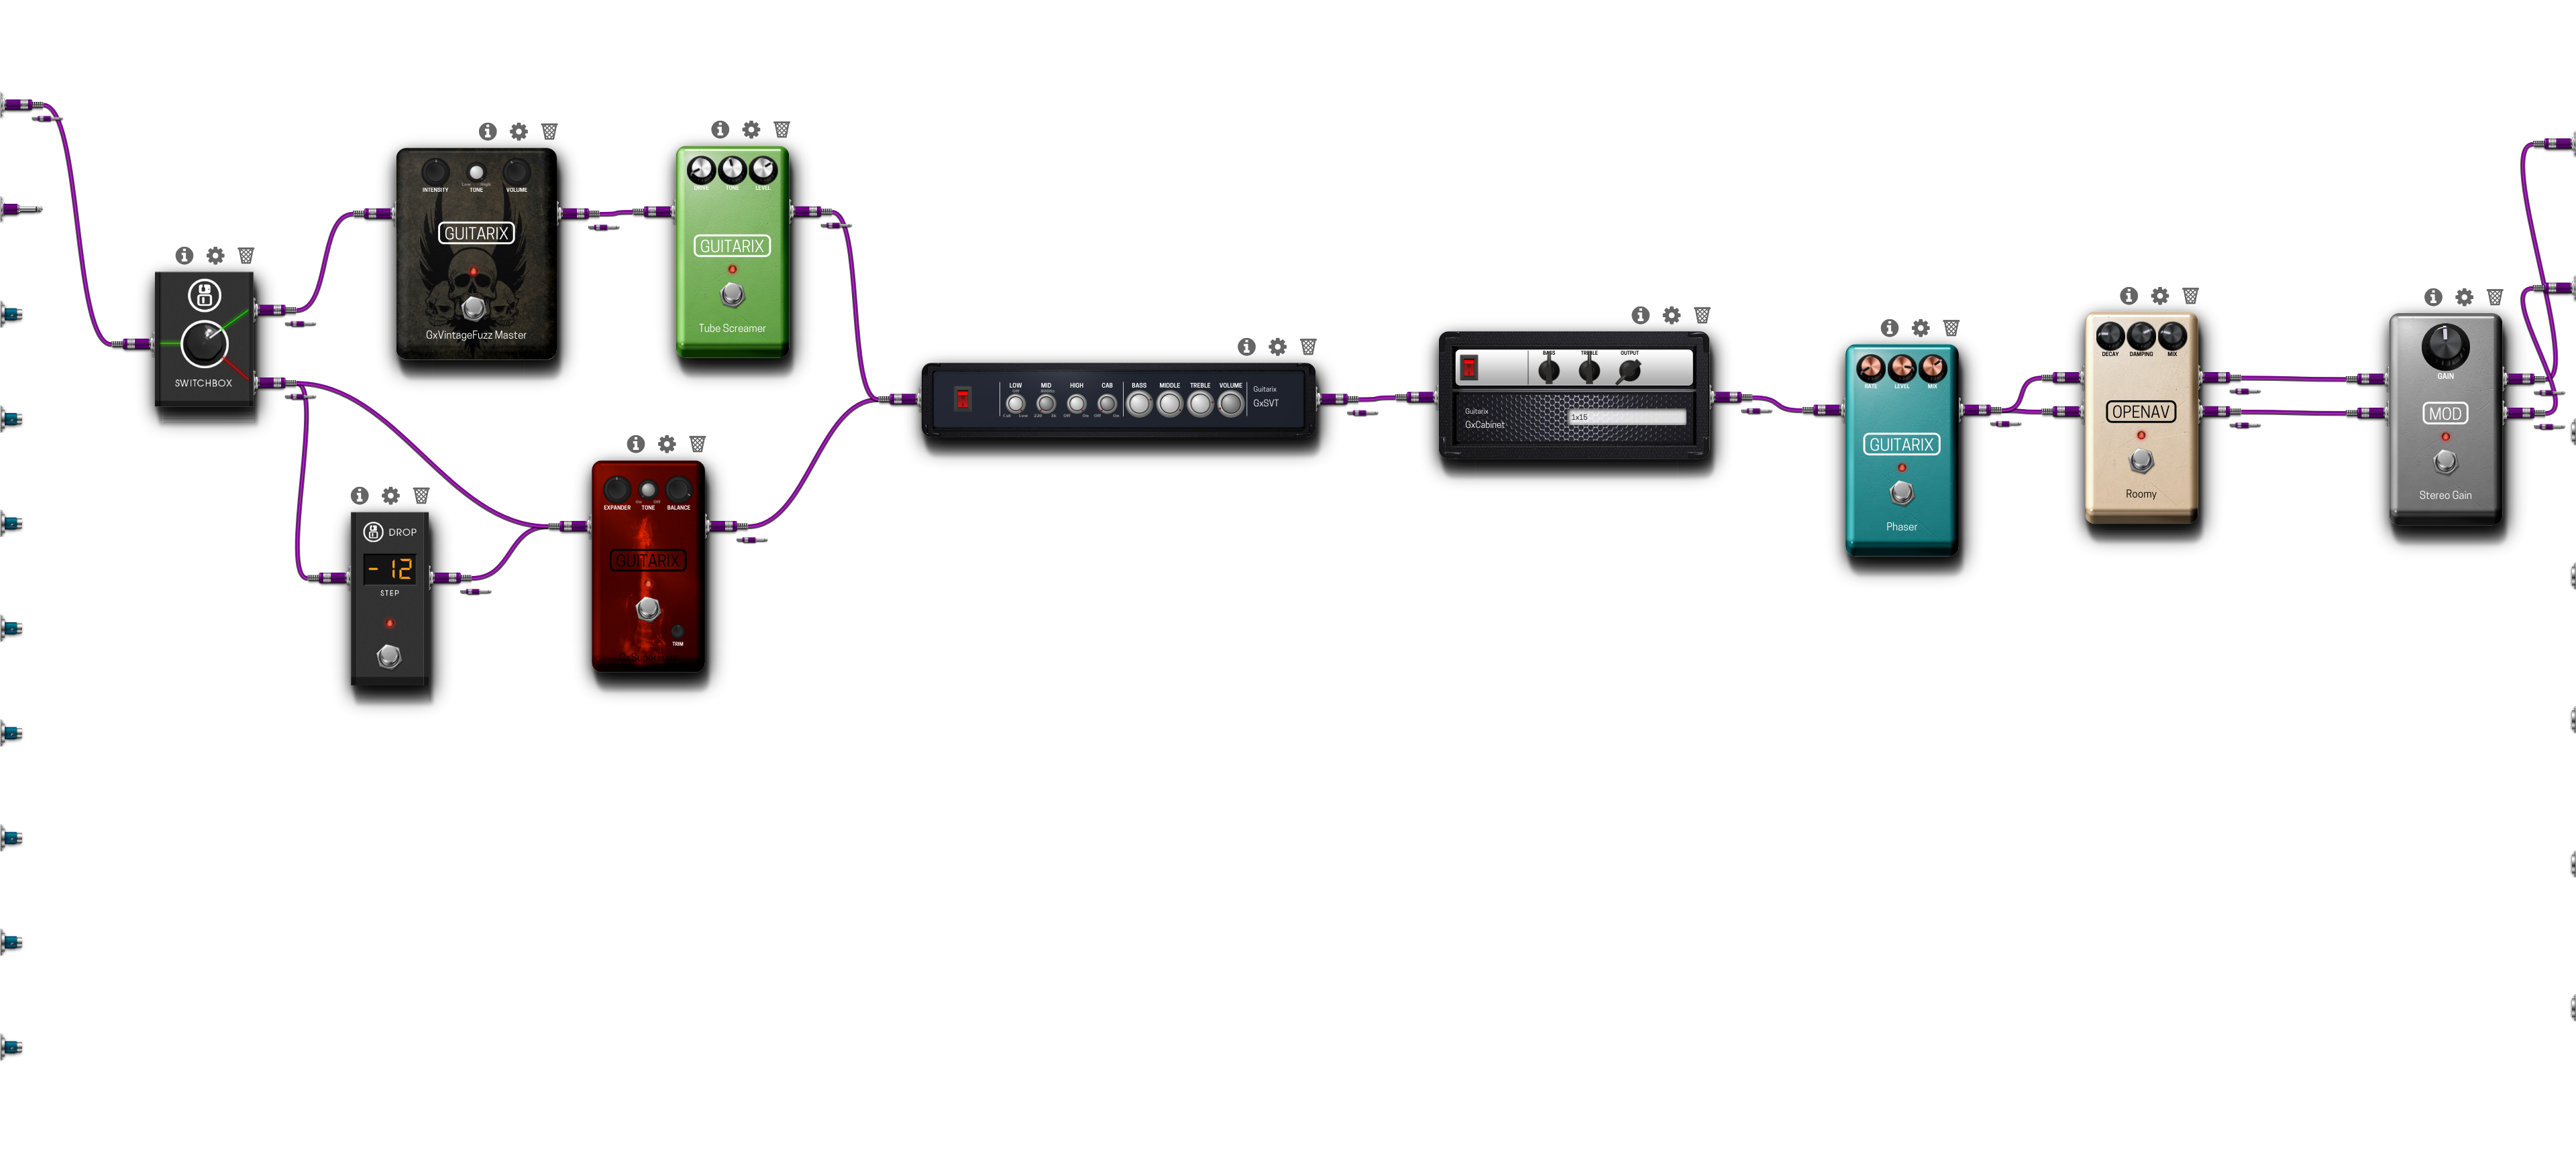 SWITCHBOX
INTENSITY
TONE
VOLUME
GUITARIX
GxVintageFuzz Master
DRIVE
TONE
LEVEL
GUITARIX
Tube Screamer
DROP
-12
STEP
EXPANDER
TONE
BALANCE
GUITARIX
TRIM
LOW
MID
HIGH
CAB
BASS
MIDDLE
TREBLE
VOLUME
Guitarix
GxSVT
BASS
TREBLE
OUTPUT
Guitarix
GxCabinet
1x15
RATE
LEVEL
MIX
GUITARIX
Phaser
DECAY
DAMPING
MIX
OPENAV
Roomy
GAIN
MOD
Stereo Gain